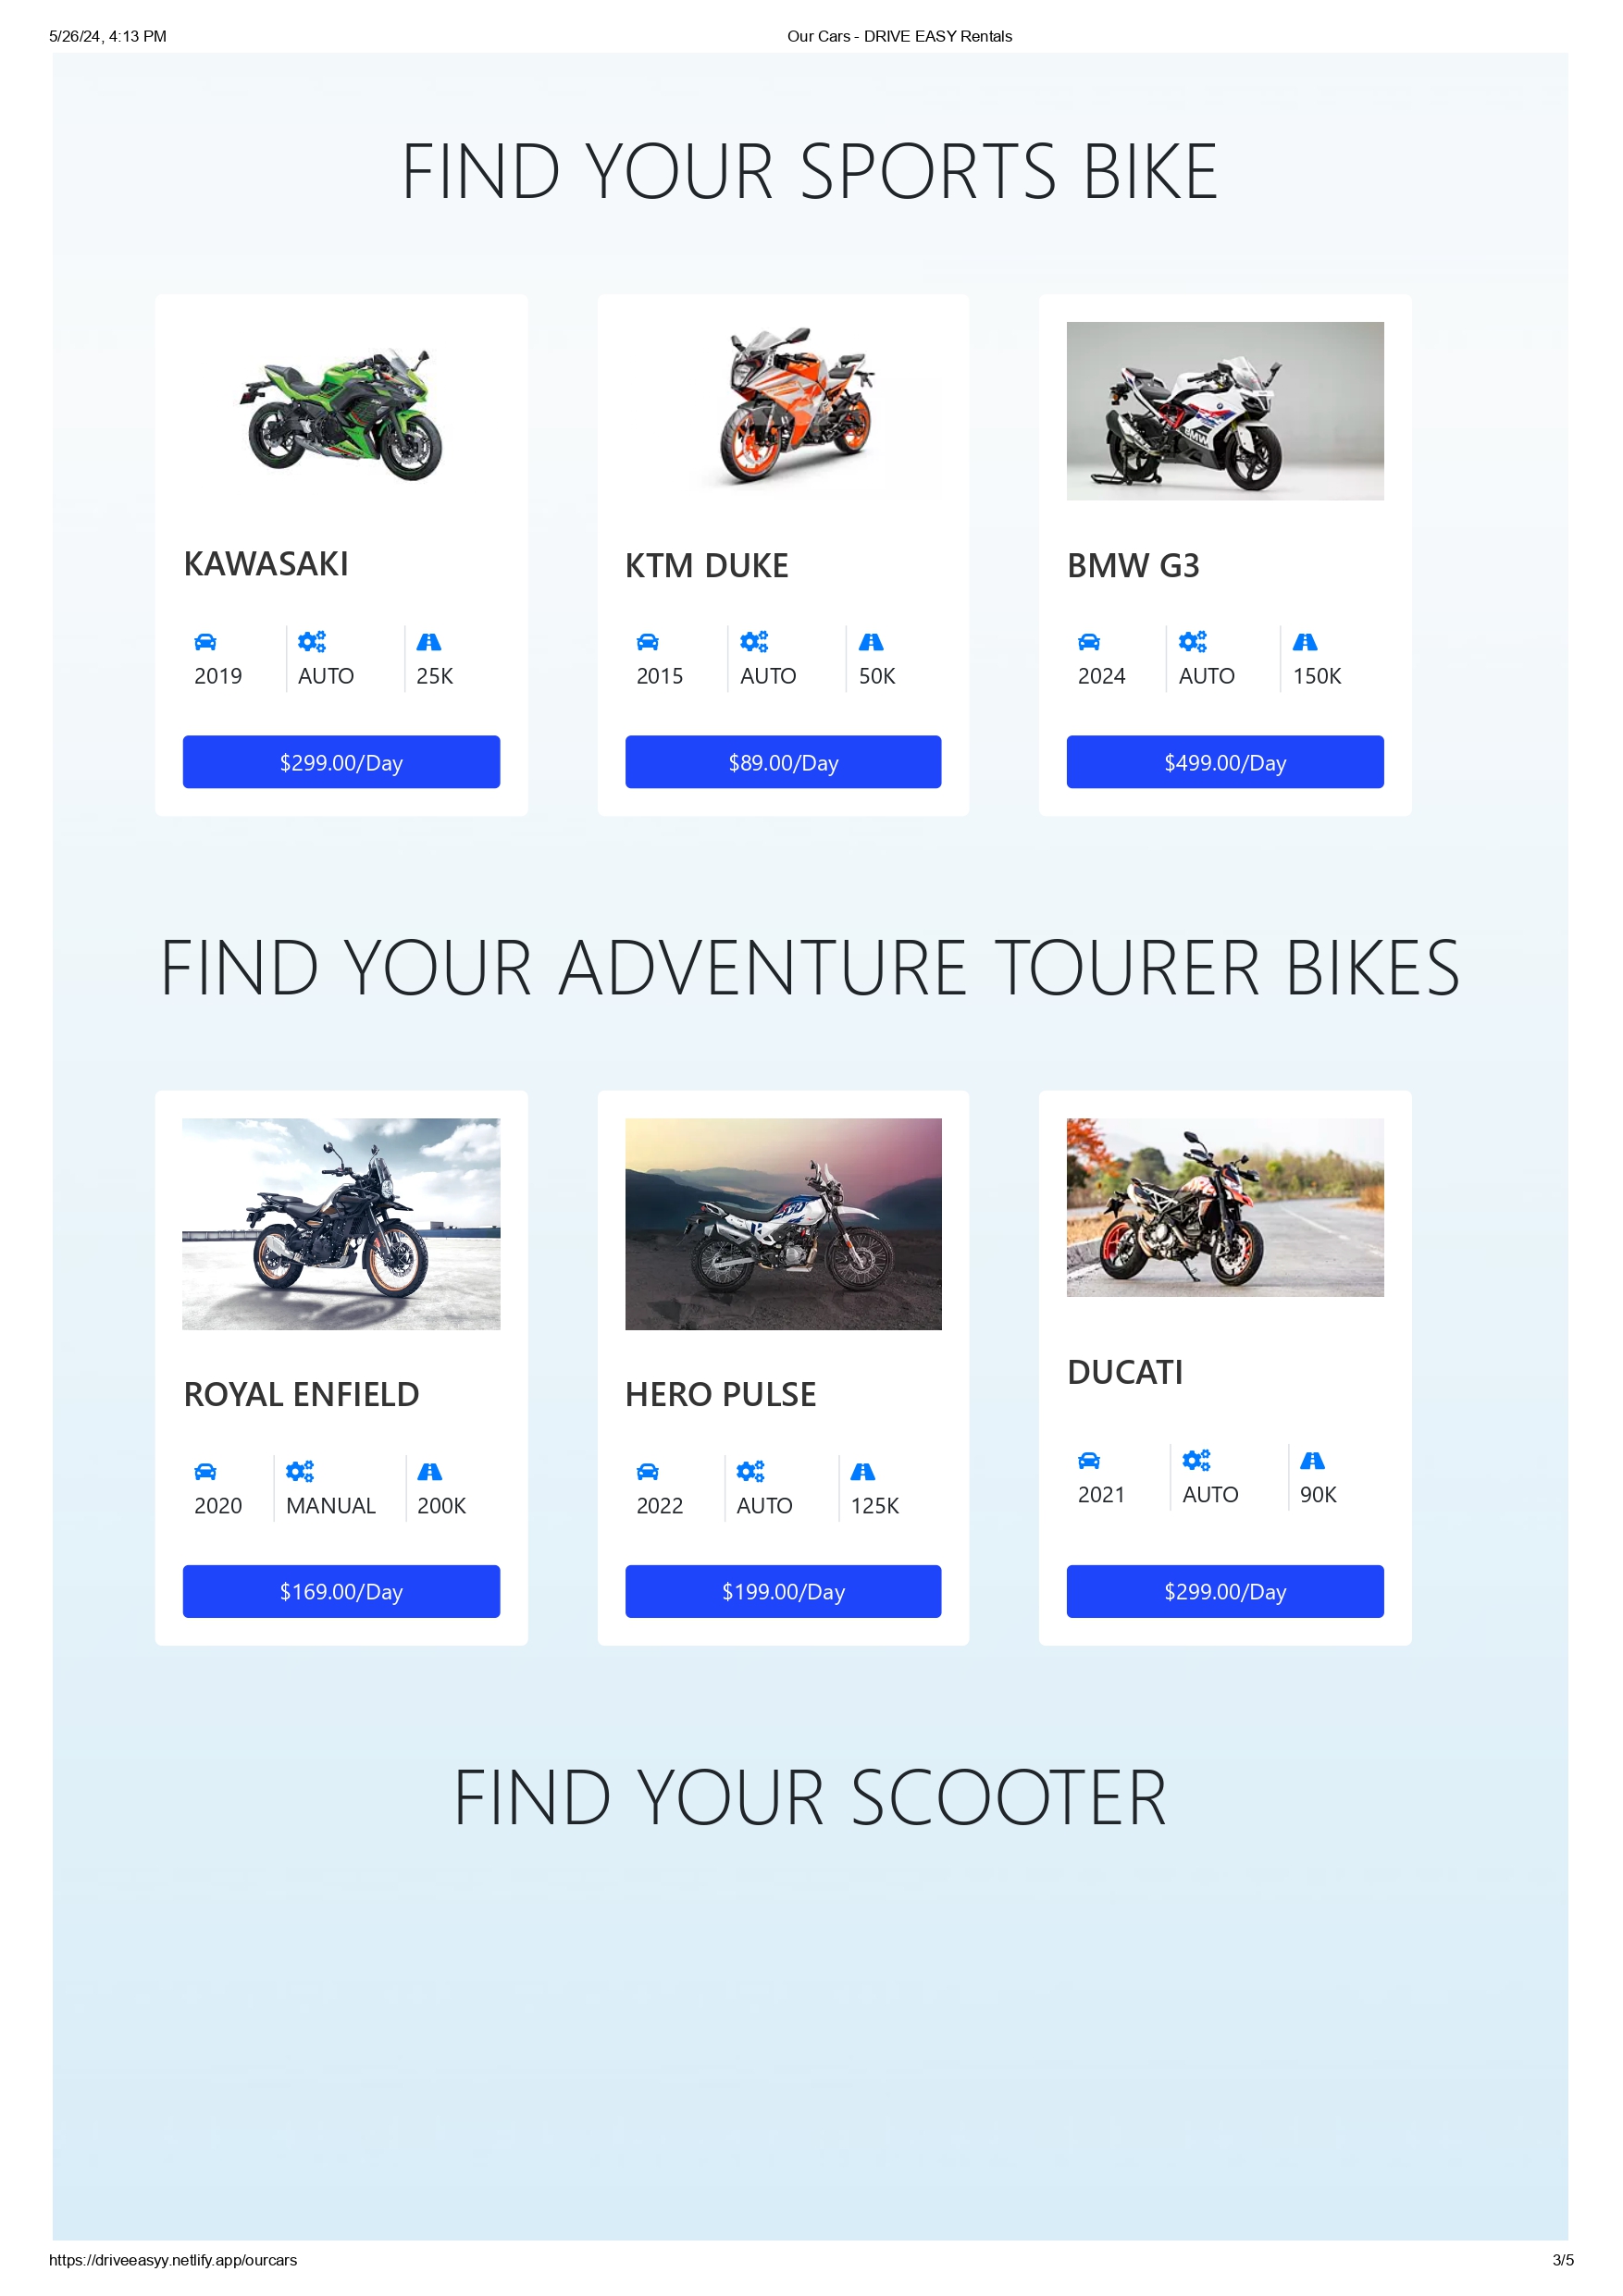 5/26/24, 4:13 PM
Our Cars - DRIVE EASY Rentals
FIND YOUR SPORTS BIKE
KAWASAKI
2019 AUTO 25K
$299.00/Day
KTM DUKE
2015 AUTO 50K
$89.00/Day
BMW
BMW G3
2024 AUTO 150K
$499.00/Day
FIND YOUR ADVENTURE TOURER BIKES
ROYAL ENFIELD
2020 MANUAL 200K
$169.00/Day
HERO PULSE
2022 AUTO 125K
$199.00/Day
DUCATI
2021 AUTO 90K
$299.00/Day
FIND YOUR SCOOTER
https://driveeasyy.netlify.app/ourcars
3/5